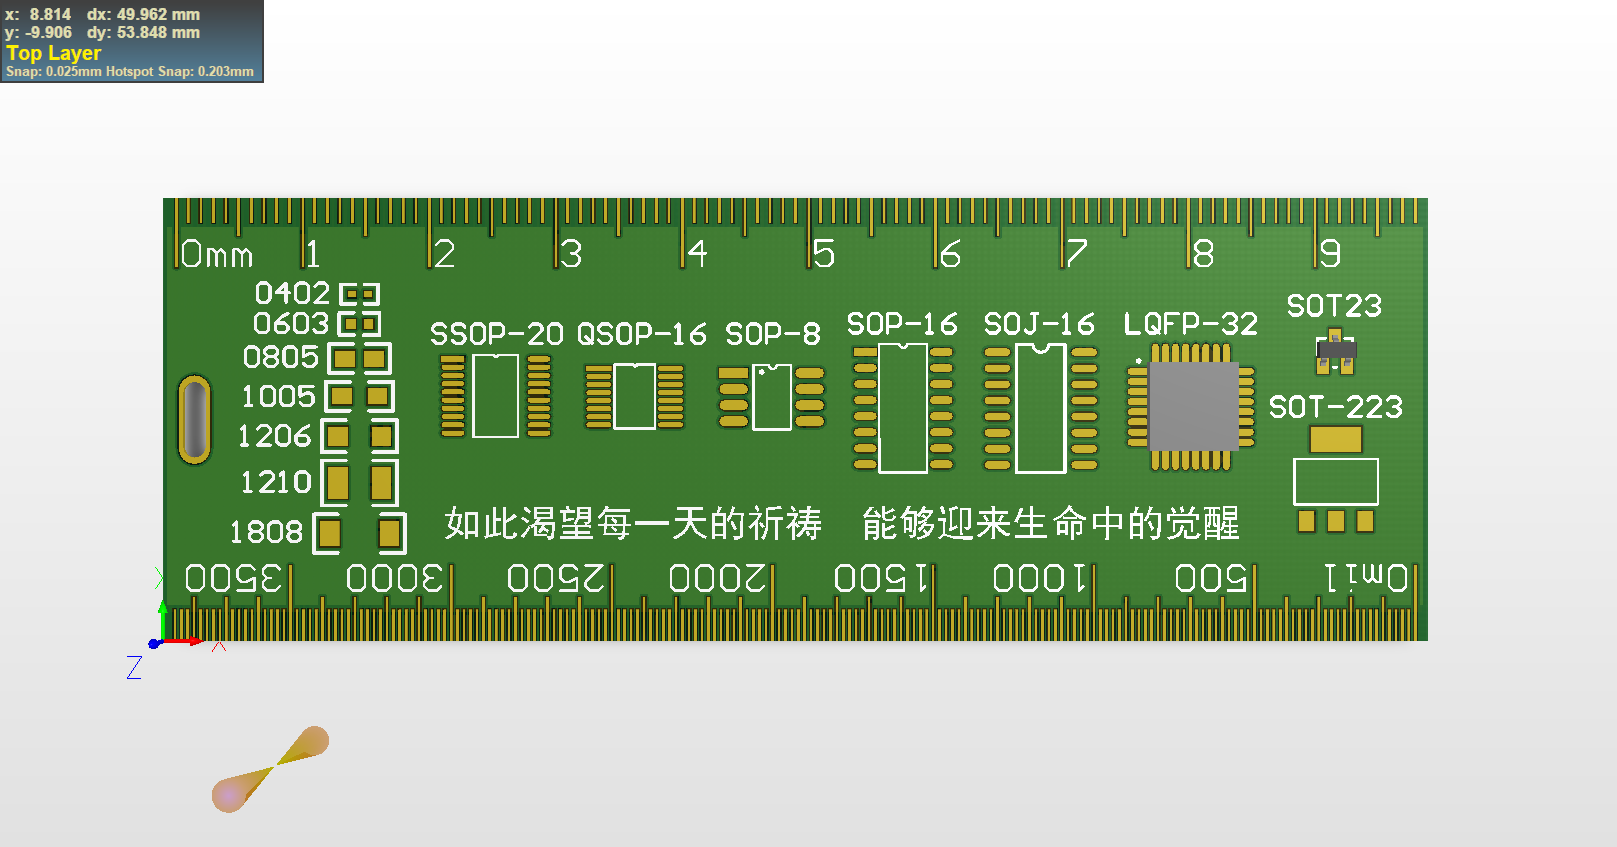 x: 8.814 dx: 49.962 mm
y: -9.906 dy: 53.848 mm
Top Layer
Snap: 0.025mm Hotspot Snap: 0.203mm
0mm 1 2 3 4 5 6 7 8 9
0402
0603
0805
1005
1206
1210
1808
SSOP-20 QSOP-16 SOP-8 SOP-16 SOJ-16 LQFP-32 SOT23
SOT-223
如此渴望每一天的祈祷 能够迎来生命中的觉醒
3500 3000 2500 2000 1500 1000 500 0mil
Y
X
Z